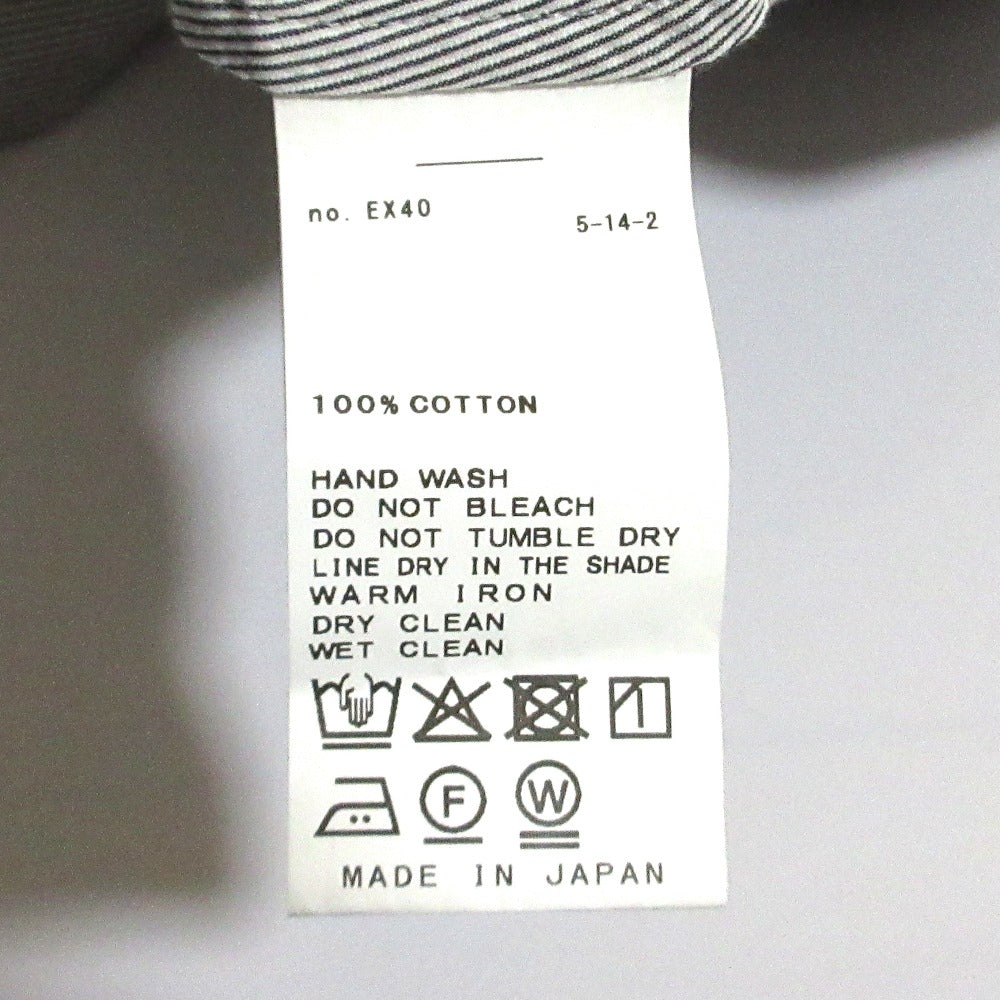 no. EX40
5-14-2
100% COTTON
HAND WASH
DO NOT BLEACH
DO NOT TUMBLE DRY
LINE DRY IN THE SHADE
WARM IRON
DRY CLEAN
WET CLEAN
F W
MADE IN JAPAN